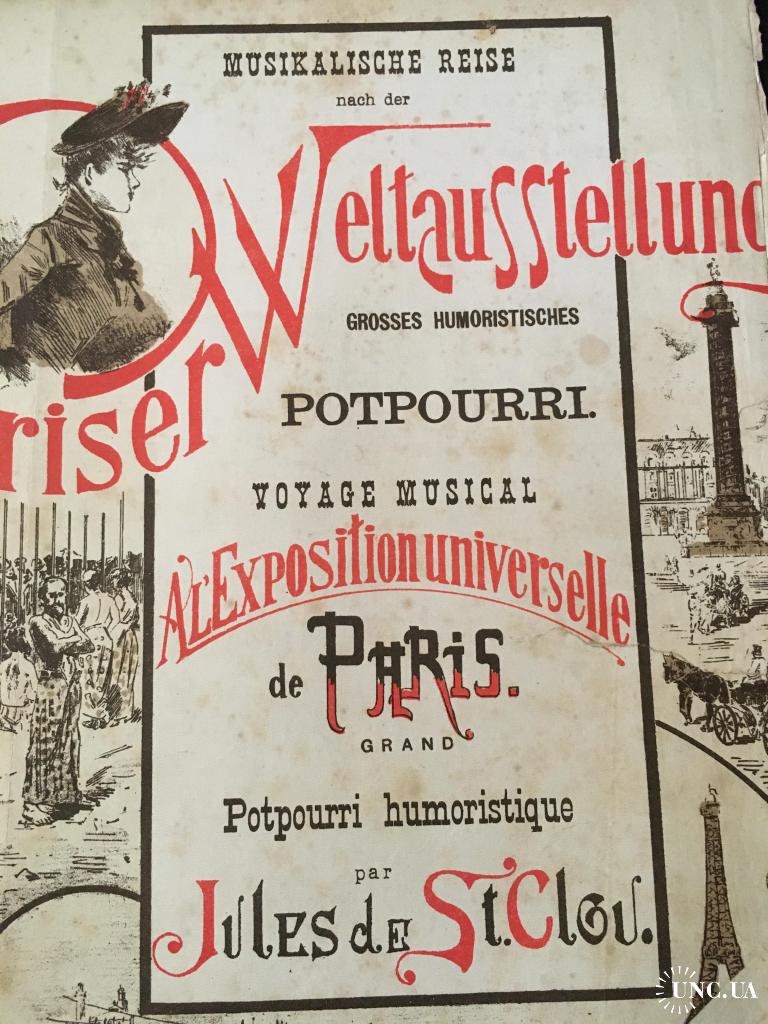 MUSIKALISCHE REISE
nach der
riser Weltausstellung
GROSSES HUMORISTISCHES
POTPOURRI.
VOYAGE MUSICAL
A L'EXPOSITION universelle
de PARIS.
GRAND
Potpourri humoristique
par
Jules de St. Clou.
UNC.UA